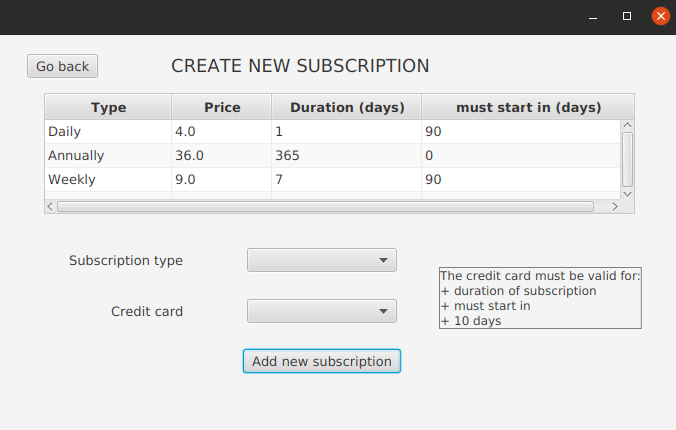 Go back
CREATE NEW SUBSCRIPTION
Type Price Duration (days) must start in (days)
Daily 4.0 1 90
Annually 36.0 365 0
Weekly 9.0 7 90
Subscription type
The credit card must be valid for:
+ duration of subscription
+ must start in
+ 10 days
Credit card
Add new subscription